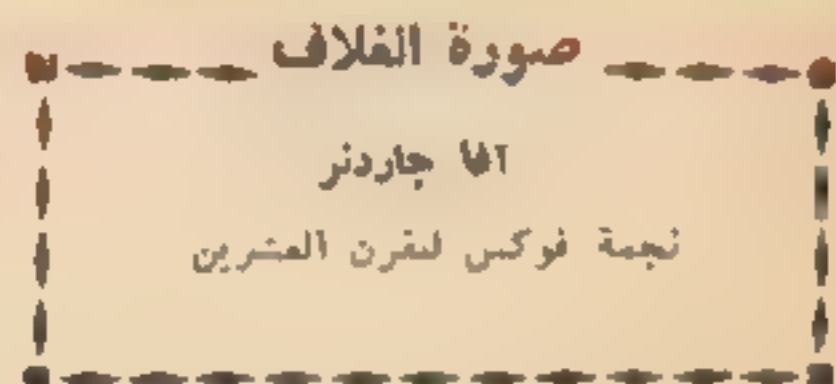 صورة الغلاف
آفا جاردنر
نجمة فوكس للقرن العشرين